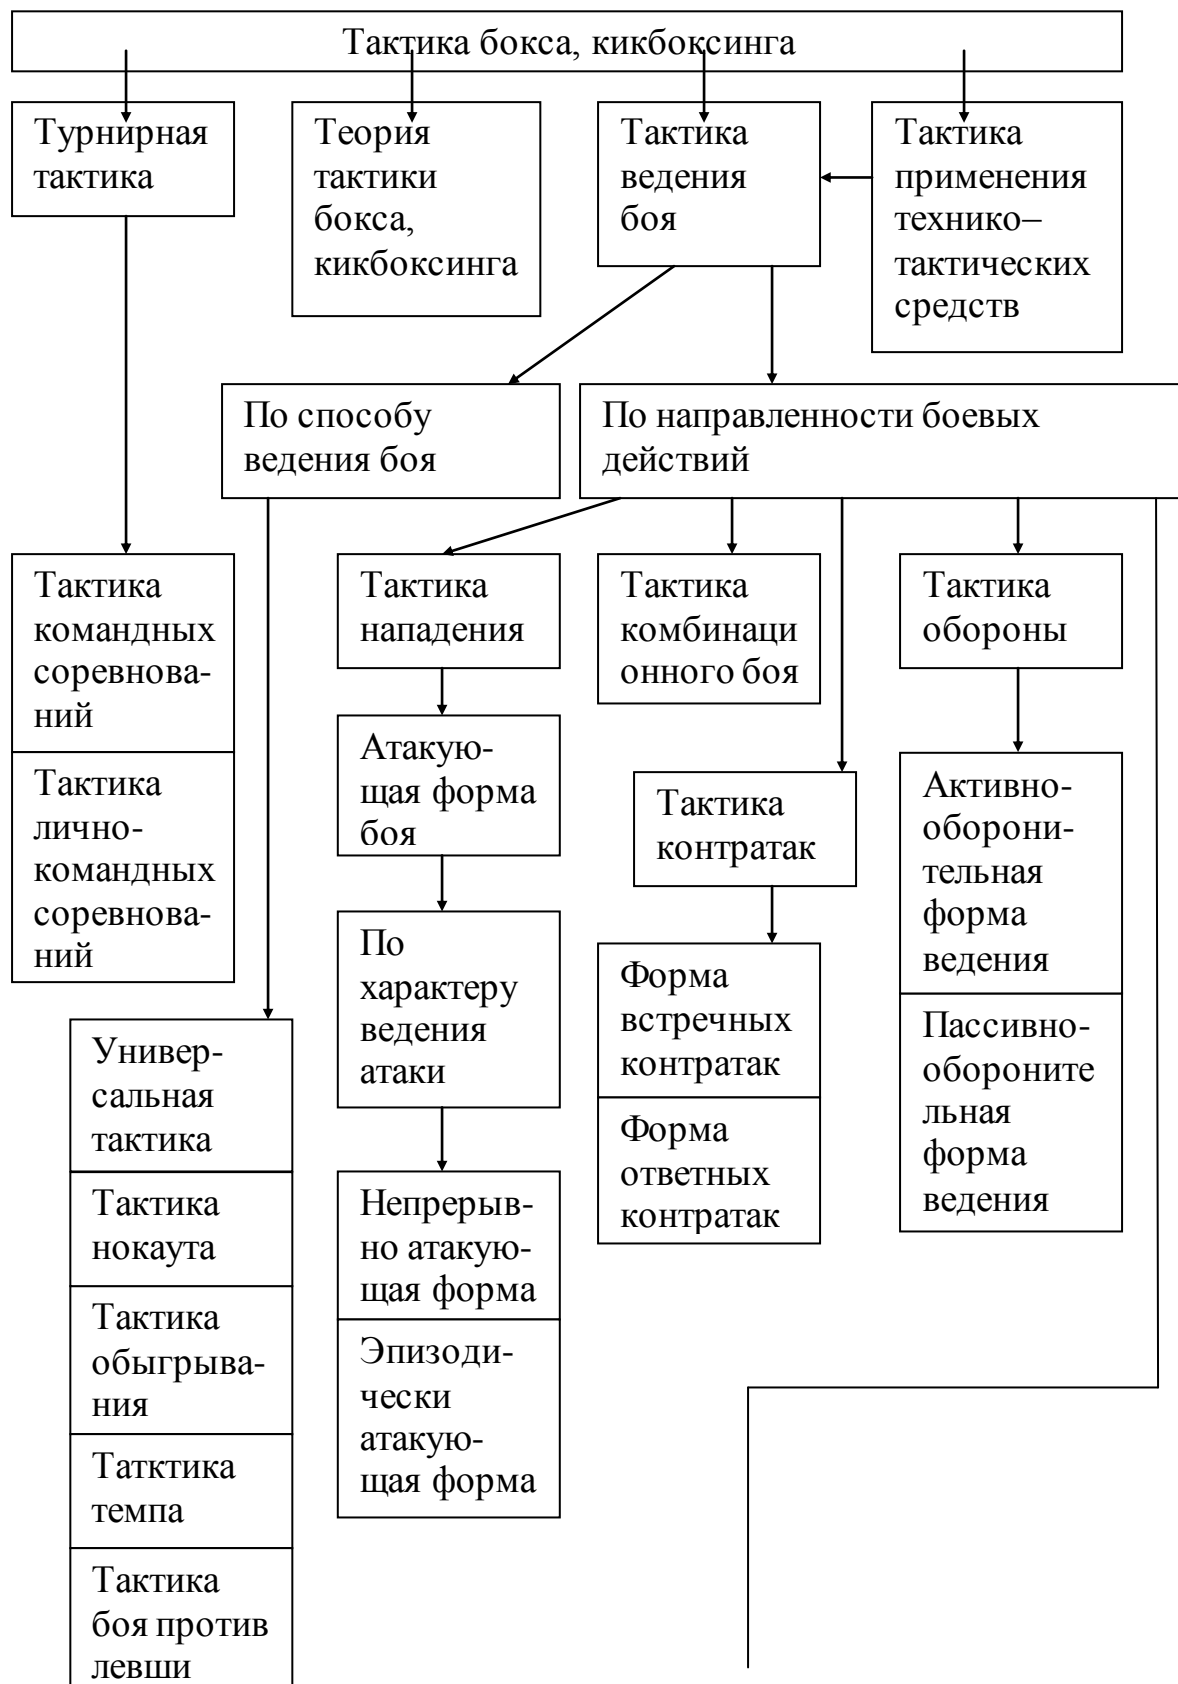 Тактика бокса, кикбоксинга
Турнирная
тактика
Теория
тактики
бокса,
кикбоксинга
Тактика
ведения
боя
Тактика
применения
технико–
тактических
средств
По способу
ведения боя
По направленности боевых
действий
Тактика
командных
соревнова-
ний
Тактика
лично-
командных
соревнова-
ний
Тактика
нападения
Тактика
комбинаци
онного боя
Тактика
обороны
Атакую-
щая форма
боя
Тактика
контратак
Активно-
оборони-
тельная
форма
ведения
По
характеру
ведения
атаки
Форма
встречных
контратак
Пассивно-
обороните
льная
форма
ведения
Универ-
сальная
тактика
Форма
ответных
контратак
Тактика
нокаута
Непрерыв-
но атакую-
щая форма
Тактика
обыгрыва-
ния
Эпизоди-
чески
атакую-
щая форма
Татктика
темпа
Тактика
боя против
левши